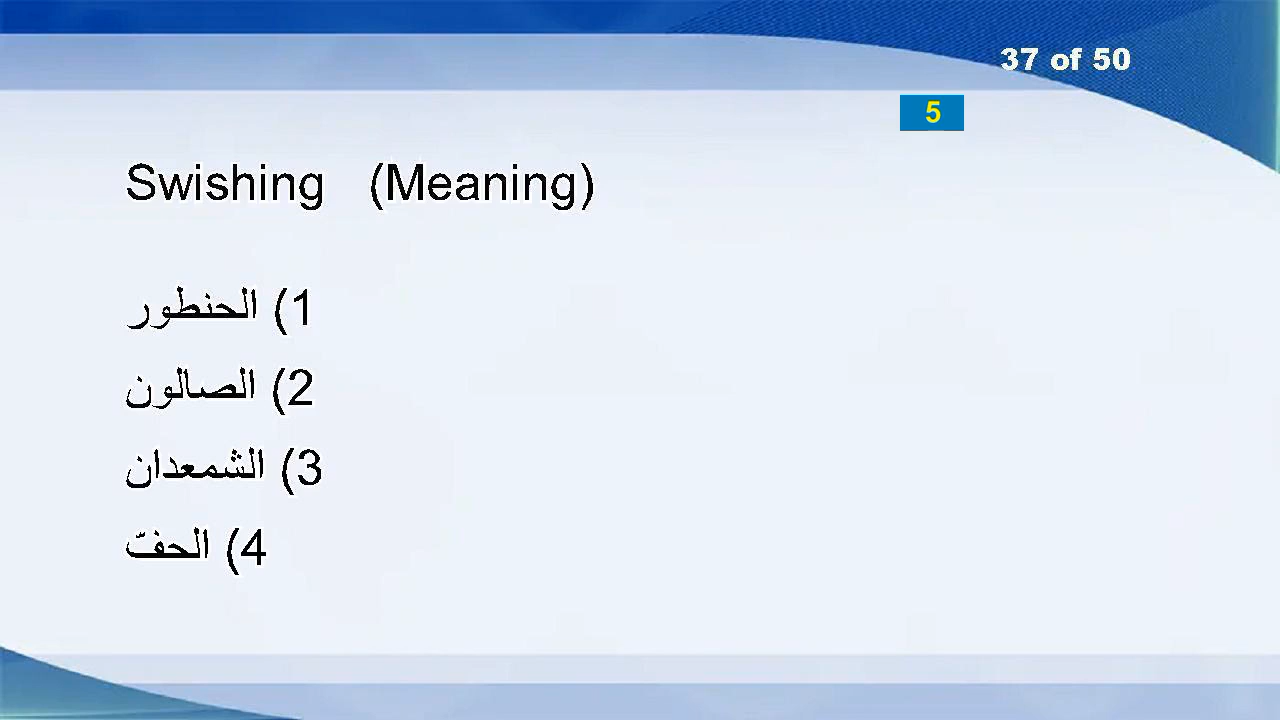 37 of 50
5
Swishing (Meaning)
1) الحنطور
2) الصالون
3) الشمعدان
4) الحفتّ